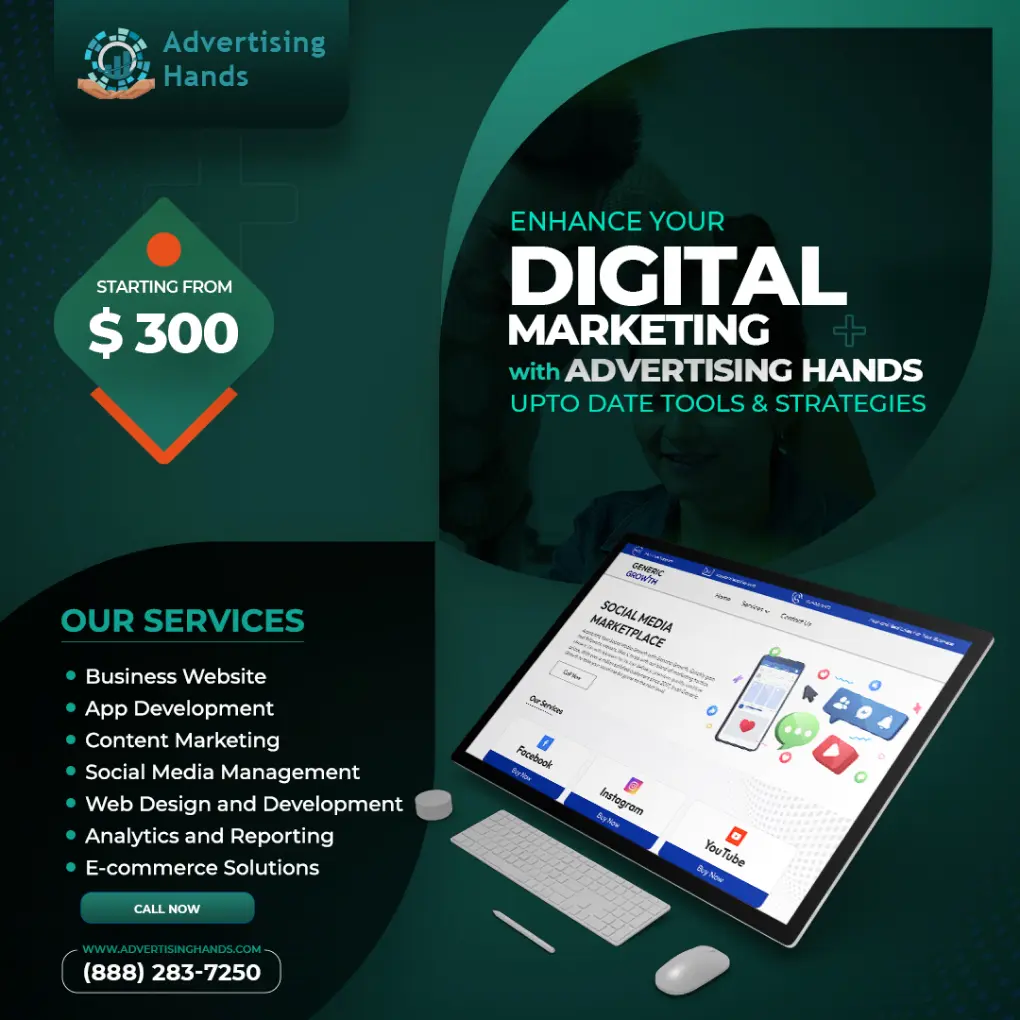 Advertising
Hands
STARTING FROM
$ 300
ENHANCE YOUR
DIGITAL
MARKETING
with ADVERTISING HANDS
UPTO DATE TOOLS & STRATEGIES
OUR SERVICES
Business Website
App Development
Content Marketing
Social Media Management
Web Design and Development
Analytics and Reporting
E-commerce Solutions
CALL NOW
WWW.ADVERTISINGHANDS.COM
(888) 283-7250
GENERIC
GROWTH
Home Services Contact Us
SOCIAL MEDIA
MARKETPLACE
Call Now
Our Services
Facebook
Buy Now
Instagram
Buy Now
YouTube
Buy Now